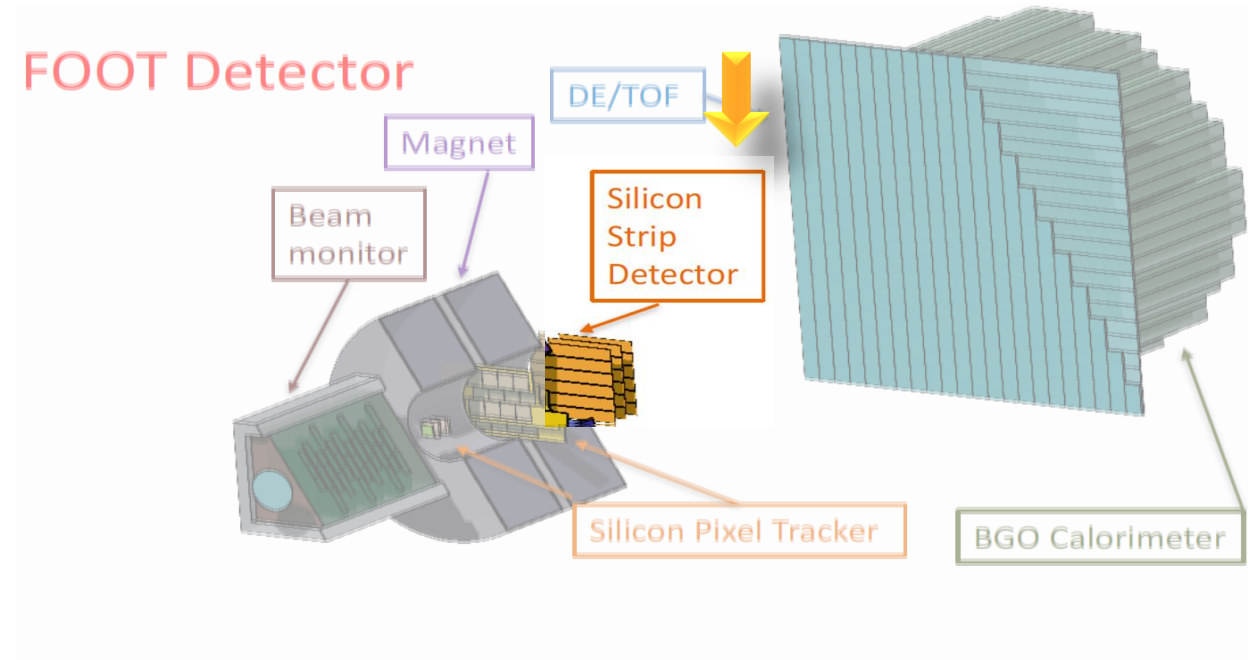 FOOT Detector
DE/TOF
Magnet
Silicon
Strip
Detector
Beam
monitor
Silicon Pixel Tracker
BGO Calorimeter